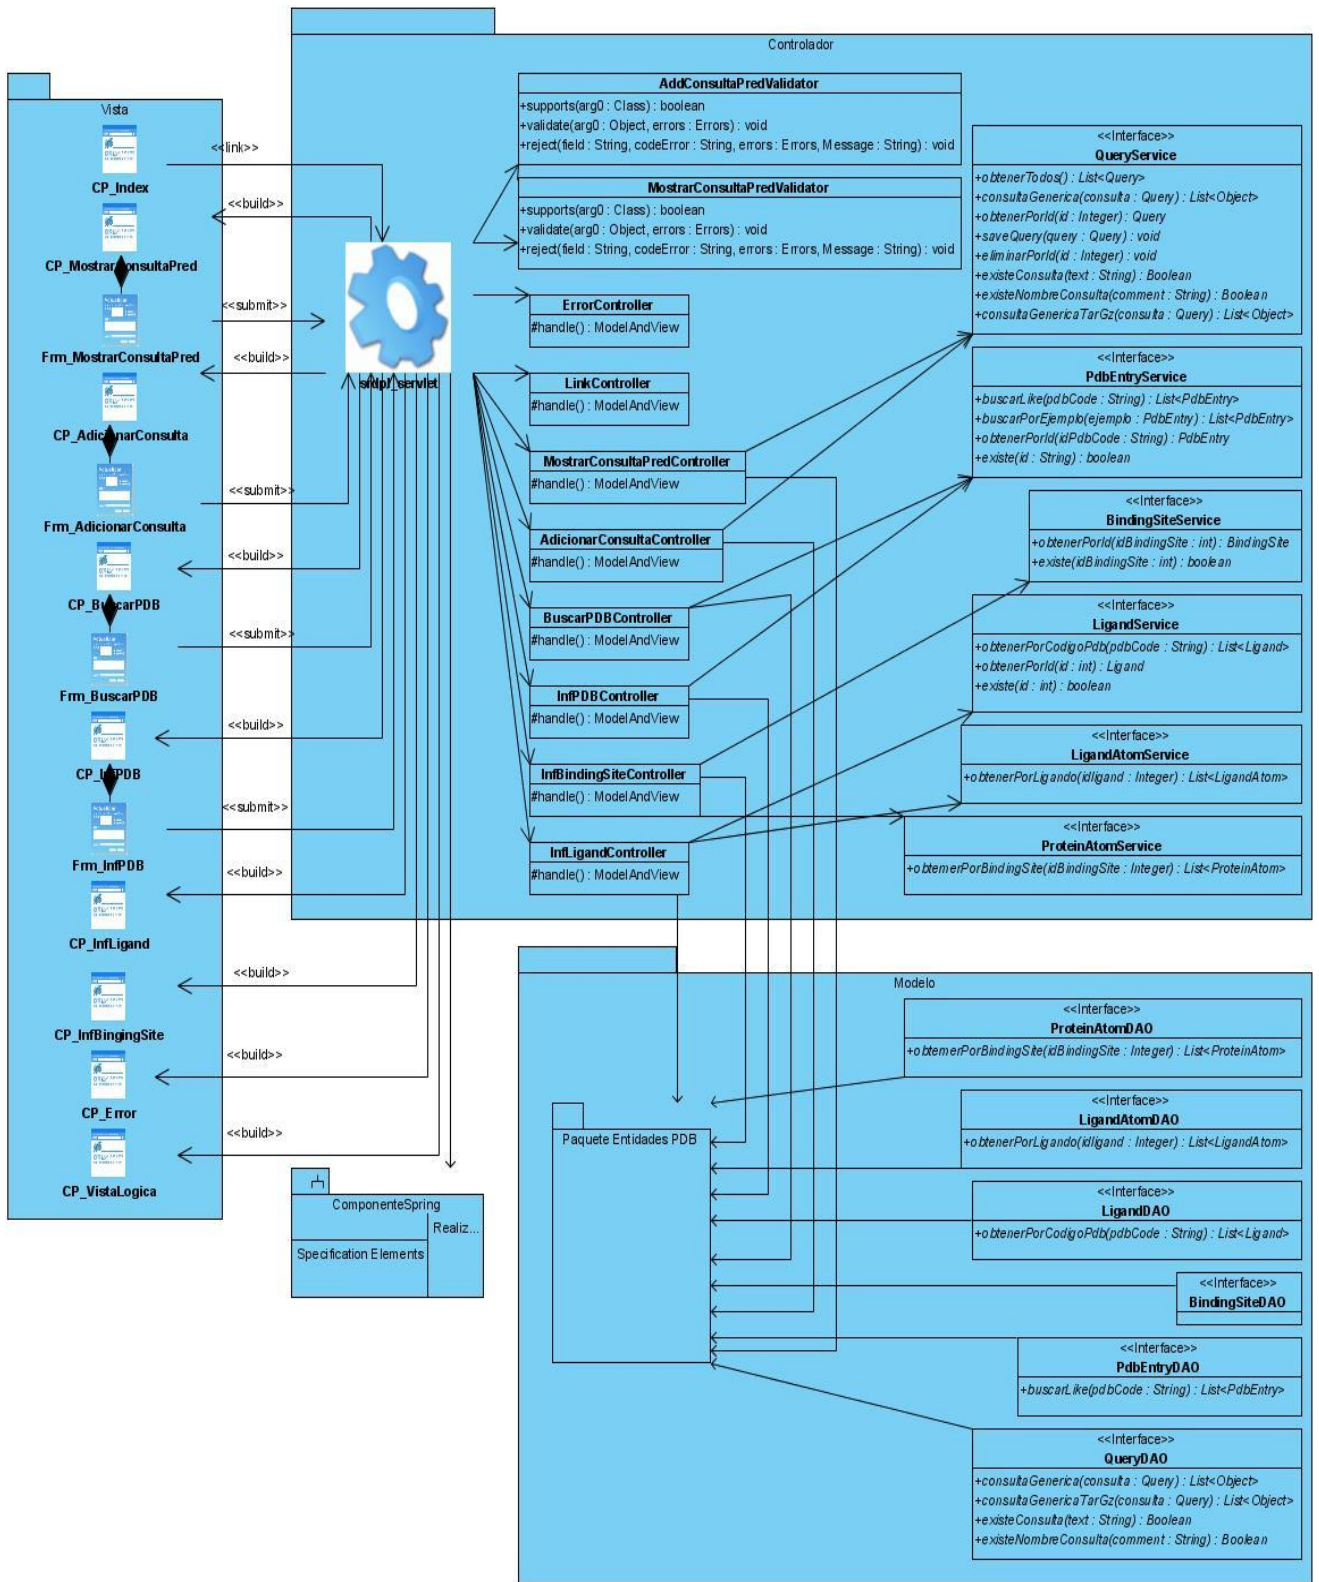 Vista
CP_Index
CP_MostrarConsultaPred
Frm_MostrarConsultaPred
CP_AdicionarConsulta
Frm_AdicionarConsulta
CP_BuscarPDB
Frm_BuscarPDB
CP_InfPDB
Frm_InfPDB
CP_InfLigand
CP_InfBingingSite
CP_Error
CP_VistaLogica
<<link>>
<<build>>
<<submit>>
<<build>>
<<submit>>
<<build>>
<<submit>>
<<build>>
<<submit>>
<<build>>
<<build>>
<<build>>
<<build>>
Controlador
AddConsultaPredValidator
+supports(arg0 : Class) : boolean
+validate(arg0 : Object, errors : Errors) : void
+reject(field : String, codeError : String, errors : Errors, Message : String) : void
MostrarConsultaPredValidator
+supports(arg0 : Class) : boolean
+validate(arg0 : Object, errors : Errors) : void
+reject(field : String, codeError : String, errors : Errors, Message : String) : void
ErrorController
#handle() : ModelAndView
LinkController
#handle() : ModelAndView
MostrarConsultaPredController
#handle() : ModelAndView
AdicionarConsultaController
#handle() : ModelAndView
BuscarPDBController
#handle() : ModelAndView
InfPDBController
#handle() : ModelAndView
InfBindingSiteController
#handle() : ModelAndView
InfLigandController
#handle() : ModelAndView
<<Interface>>
QueryService
+obtenerTodos() : List<Query>
+consultaGenerica(consulta : Query) : List<Object>
+obtenerPorId(id : Integer) : Query
+saveQuery(query : Query) : void
+eliminarPorId(id : Integer) : void
+existeConsulta(text : String) : Boolean
+existeNombreConsulta(comment : String) : Boolean
+consultaGenericaTarGz(consulta : Query) : List<Object>
<<Interface>>
PdbEntryService
+buscarLike(pdbCode : String) : List<PdbEntry>
+buscarPorEjemplo(ejemplo : PdbEntry) : List<PdbEntry>
+obtenerPorId(idPdbCode : String) : PdbEntry
+existe(id : String) : boolean
<<Interface>>
BindingSiteService
+obtenerPorId(idBindingSite : int) : BindingSite
+existe(idBindingSite : int) : boolean
<<Interface>>
LigandService
+obtenerPorCodigoPdb(pdbCode : String) : List<Ligand>
+obtenerPorId(id : int) : Ligand
+existe(id : int) : boolean
<<Interface>>
LigandAtomService
+obtenerPorLigando(idligand : Integer) : List<LigandAtom>
<<Interface>>
ProteinAtomService
+obtemerPorBindingSite(idBindingSite : Integer) : List<ProteinAtom>
ComponenteSpring
Realiz...
Specification Elements
Modelo
Paquete Entidades PDB
<<Interface>>
ProteinAtomDAO
+obtemerPorBindingSite(idBindingSite : Integer) : List<ProteinAtom>
<<Interface>>
LigandAtomDAO
+obtenerPorLigando(idligand : Integer) : List<LigandAtom>
<<Interface>>
LigandDAO
+obtenerPorCodigoPdb(pdbCode : String) : List<Ligand>
<<Interface>>
BindingSiteDAO
<<Interface>>
PdbEntryDAO
+buscarLike(pdbCode : String) : List<PdbEntry>
<<Interface>>
QueryDAO
+consultaGenerica(consulta : Query) : List<Object>
+consultaGenericaTarGz(consulta : Query) : List<Object>
+existeConsulta(text : String) : Boolean
+existeNombreConsulta(comment : String) : Boolean